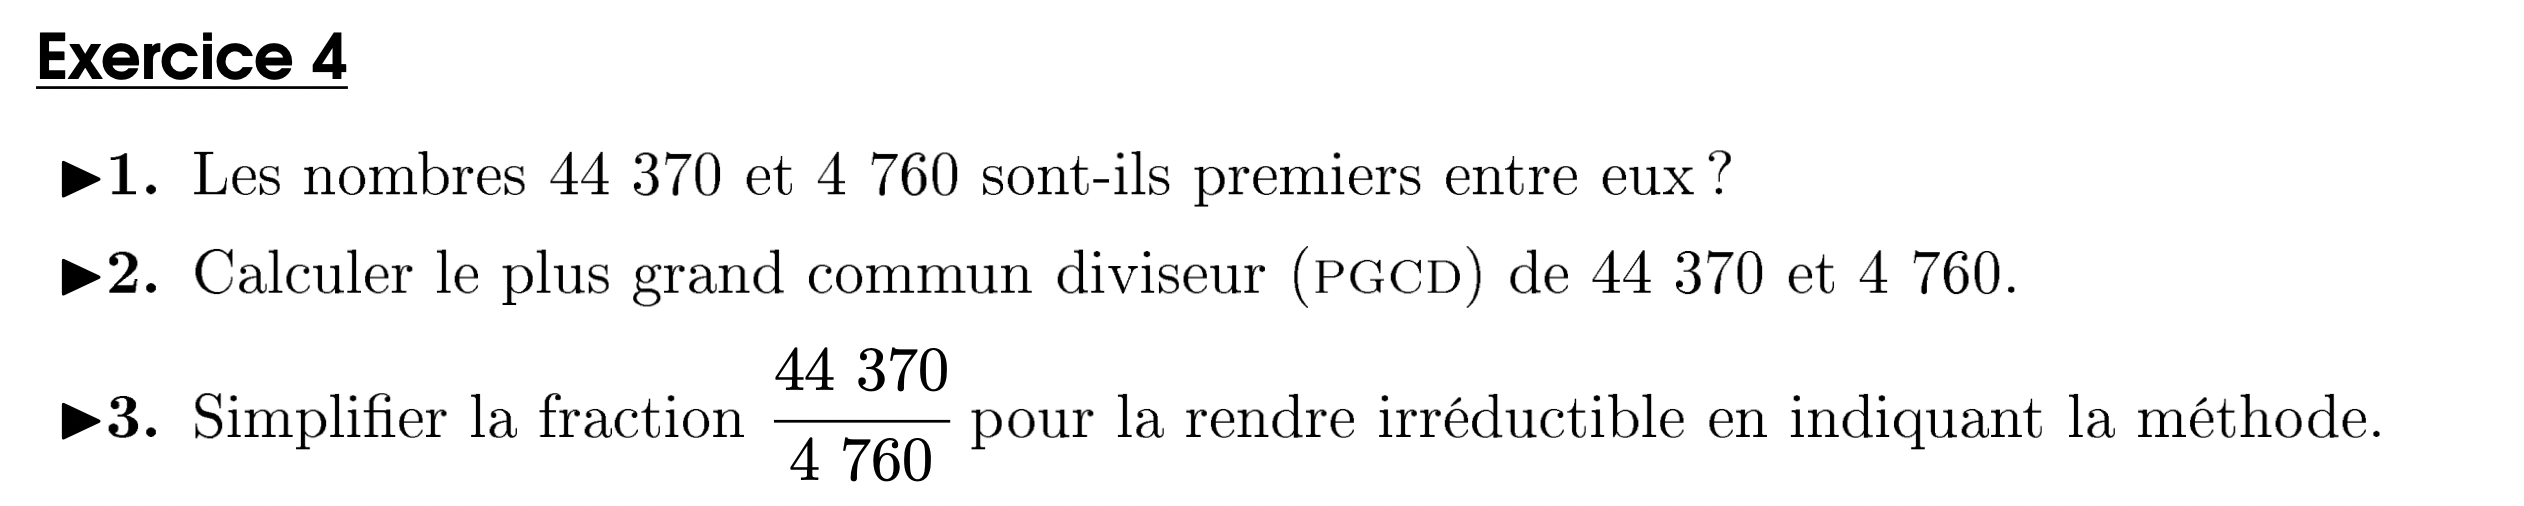 Exercice 4
▶1. Les nombres 44 370 et 4 760 sont-ils premiers entre eux ?
▶2. Calculer le plus grand commun diviseur (PGCD) de 44 370 et 4 760.
▶3. Simplifier la fraction 44 370 / 4 760 pour la rendre irréductible en indiquant la méthode.